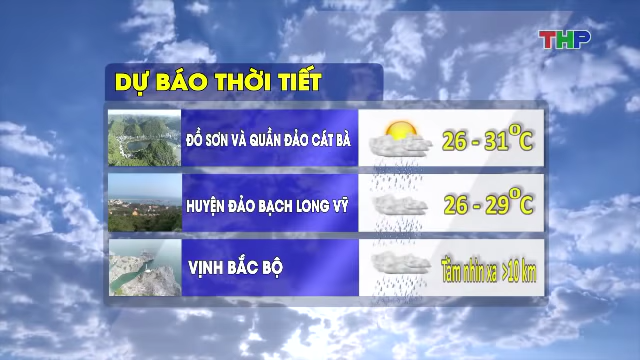 THP
DỰ BÁO THỜI TIẾT
ĐỒ SƠN VÀ QUẦN ĐẢO CÁT BÀ
26 - 31°C
HUYỆN ĐẢO BẠCH LONG VỸ
26 - 29°C
VỊNH BẮC BỘ
Tầm nhìn xa >10 km